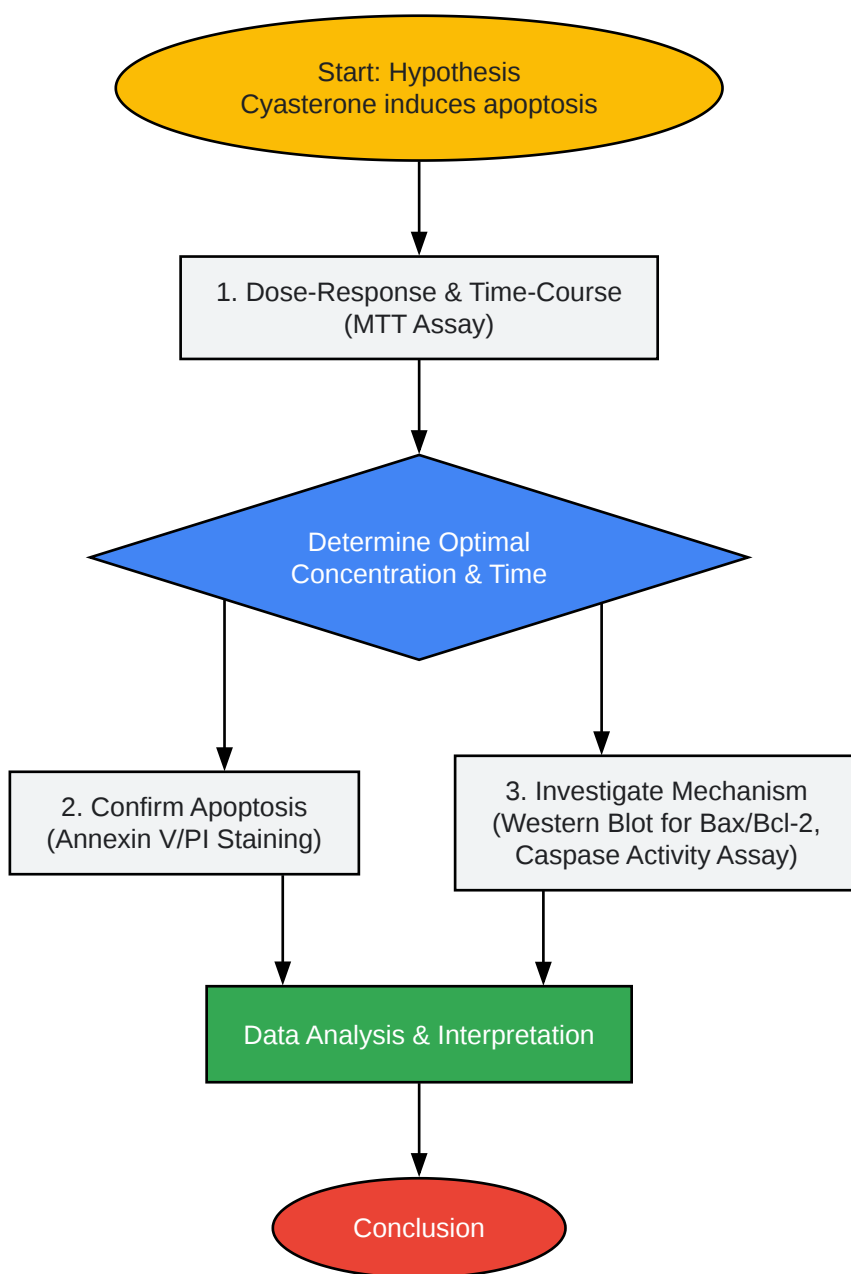 Start: Hypothesis
Cyasterone induces apoptosis
1. Dose-Response & Time-Course
(MTT Assay)
Determine Optimal
Concentration & Time
2. Confirm Apoptosis
(Annexin V/PI Staining)
3. Investigate Mechanism
(Western Blot for Bax/Bcl-2,
Caspase Activity Assay)
Data Analysis & Interpretation
Conclusion